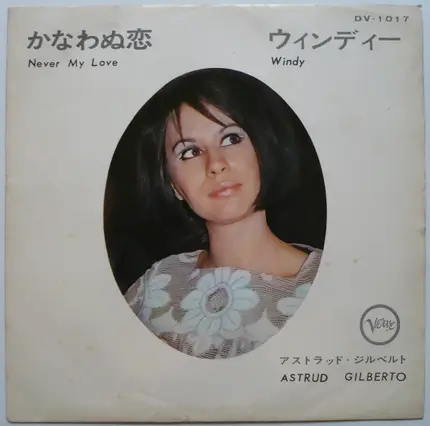 DV-1017
かなわぬ恋
Never My Love
ウィンディー
Windy
Verve
アストラッド・ジルベルト
ASTRUD GILBERTO